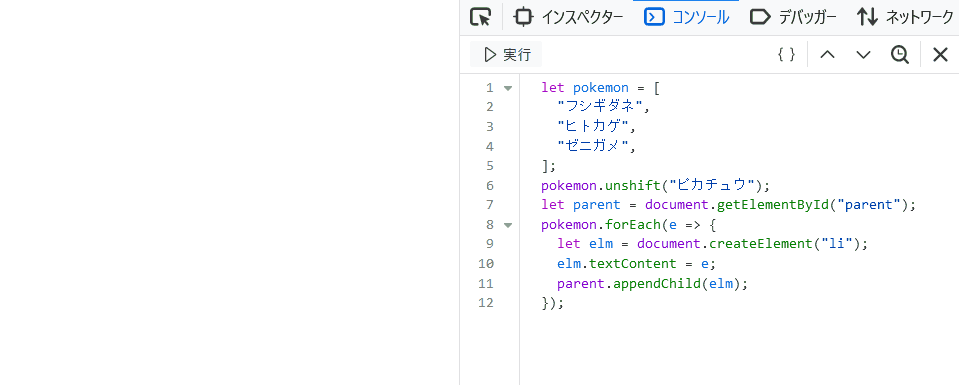 インスペクター コンソール デバッガー ネットワーク
実行 { }
1 let pokemon = [
2 "フシギダネ",
3 "ヒトカゲ",
4 "ゼニガメ",
5 ];
6 pokemon.unshift("ピカチュウ");
7 let parent = document.getElementById("parent");
8 pokemon.forEach(e => {
9 let elm = document.createElement("li");
10 elm.textContent = e;
11 parent.appendChild(elm);
12 });